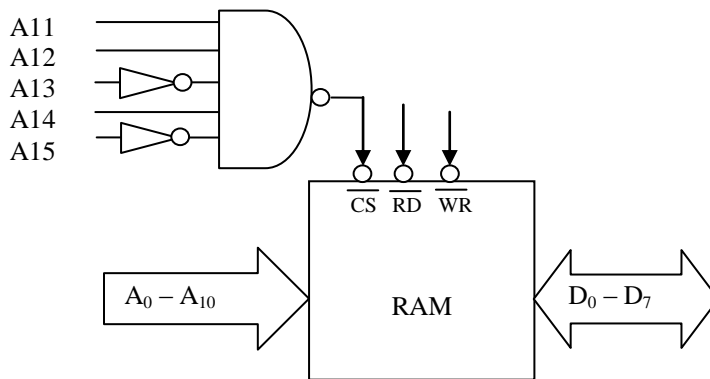 A11
A12
A13
A14
A15
CS RD WR
A₀ – A₁₀
RAM
D₀ – D₇